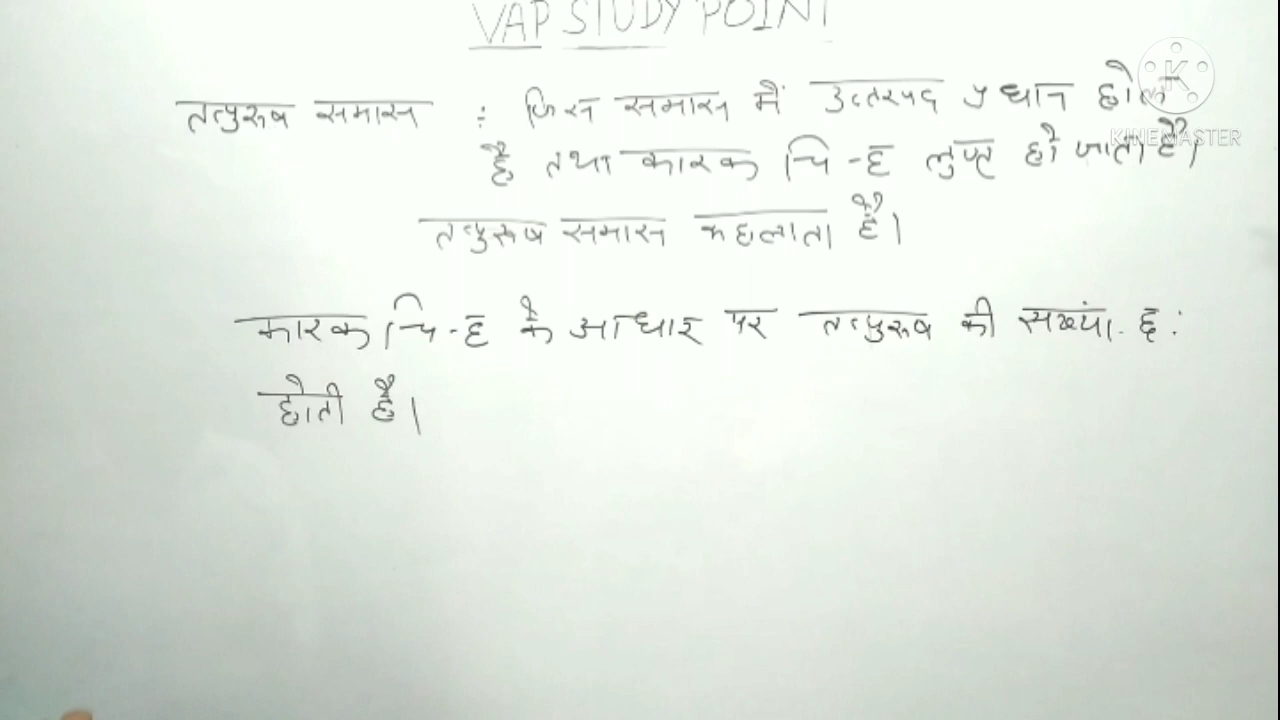 VAP STUDY POINT
तत्पुरूष समास : जिस समास में उत्तरपद प्रधान होता
है तथा कारक चिन्ह लुप्त हो जाता है।
तत्पुरूष समास कहलाता है।
कारक चिन्ह के आधार पर तत्पुरूष की सख्यां छ:
होती है।
K
KINEMASTER